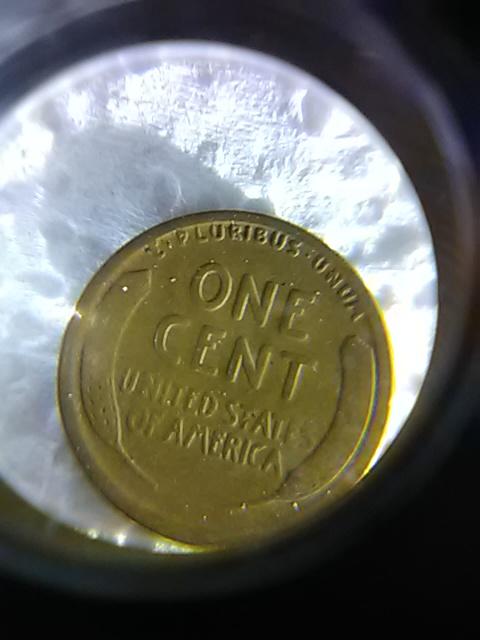 E·PLURIBUS·UNUM
ONE
CENT
UNITED STATES
OF AMERICA